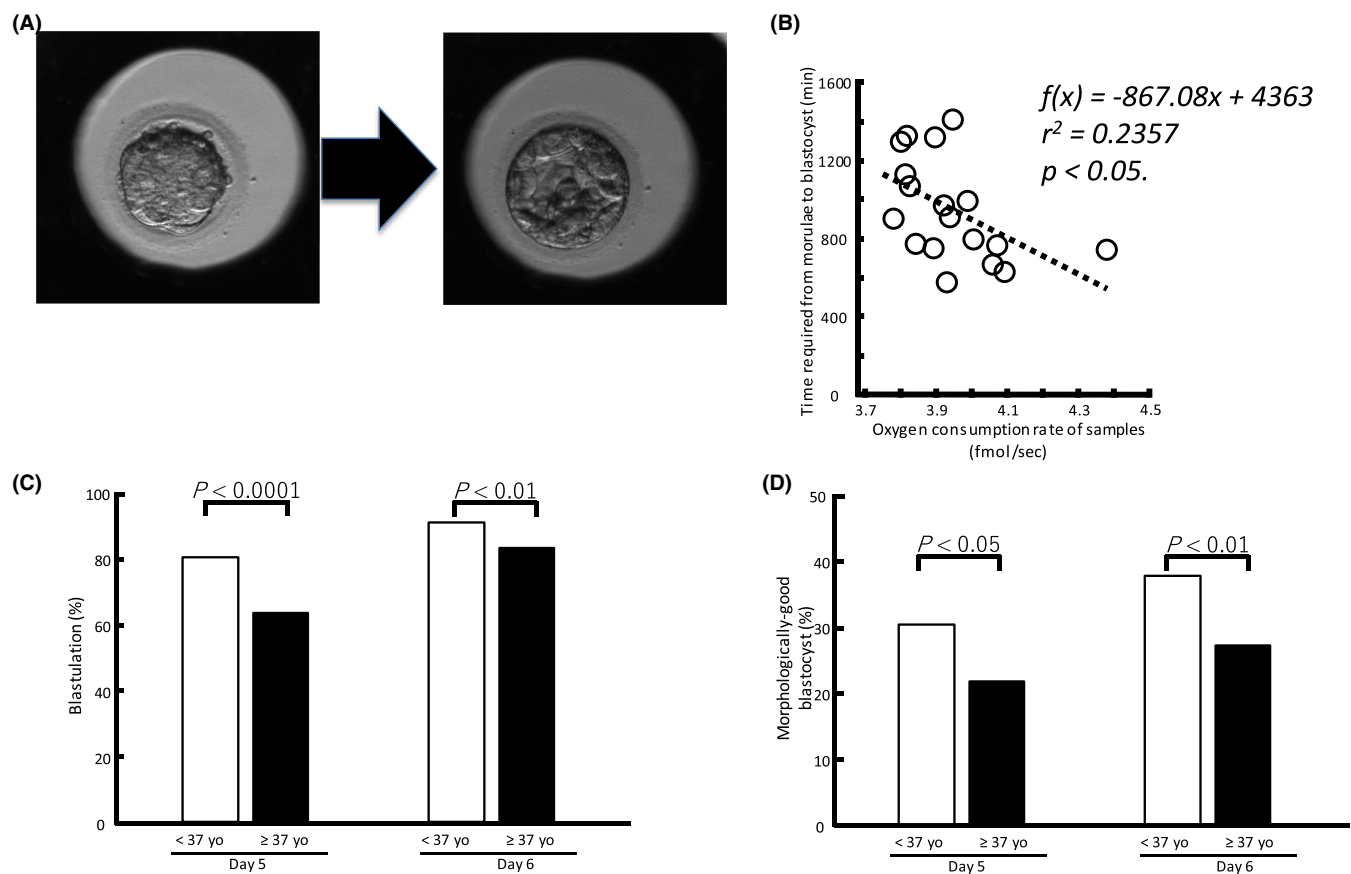 (A)
(B)
Time required from morulae to blastocyst (min)
1600
1200
800
400
0
f(x) = -867.08x + 4363
r² = 0.2357
p < 0.05.
3.7 3.9 4.1 4.3 4.5
Oxygen consumption rate of samples
(fmol/sec)
(C)
Blastulation (%)
100
80
60
40
20
0
P < 0.0001
P < 0.01
< 37 yo ≥ 37 yo < 37 yo ≥ 37 yo
Day 5 Day 6
(D)
Morphologically-good
blastocyst (%)
50
40
30
20
10
0
P < 0.05
P < 0.01
< 37 yo ≥ 37 yo < 37 yo ≥ 37 yo
Day 5 Day 6